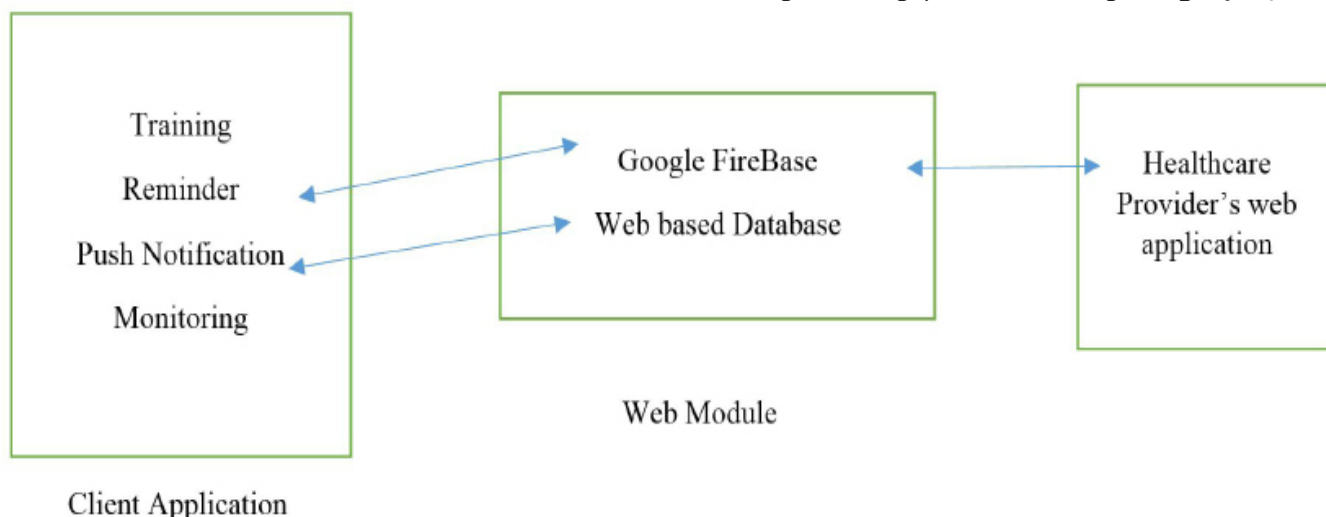 Training
Reminder
Push Notification
Monitoring
Client Application
Google FireBase
Web based Database
Web Module
Healthcare
Provider’s web
application